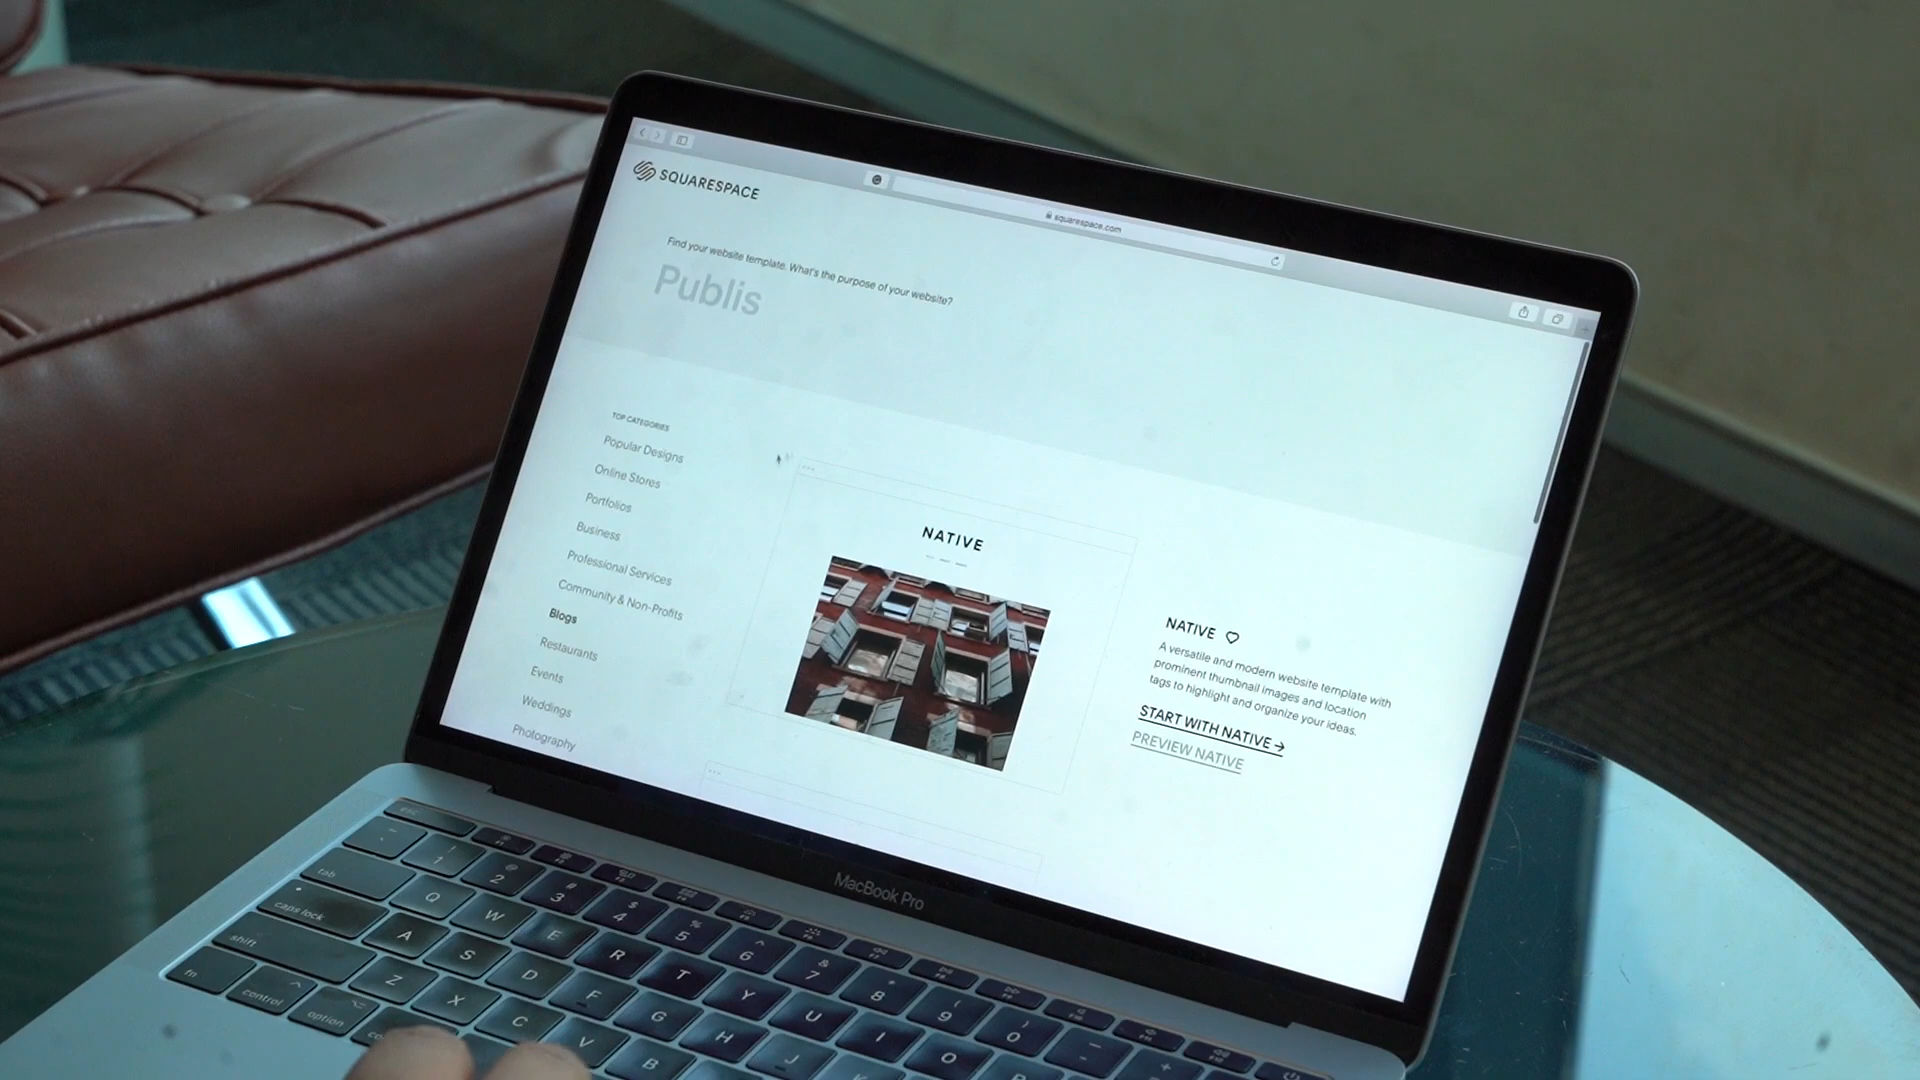 SQUARESPACE
squarespace.com
Find your website template. What's the purpose of your website?
Publis
TOP CATEGORIES
Popular Designs
Online Stores
Portfolios
Business
Professional Services
Community & Non-Profits
Blogs
Restaurants
Events
Weddings
Photography
NATIVE
NATIVE
A versatile and modern website template with
prominent thumbnail images and location
tags to highlight and organize your ideas.
START WITH NATIVE →
PREVIEW NATIVE
MacBook Pro
esc
! 1
@ 2
# 3
$ 4
% 5
^ 6
& 7
* 8
( 9
) 0
tab
Q
W
E
R
T
Y
U
I
O
P
caps lock
A
S
D
F
G
H
J
K
shift
Z
X
C
V
B
fn
control
option